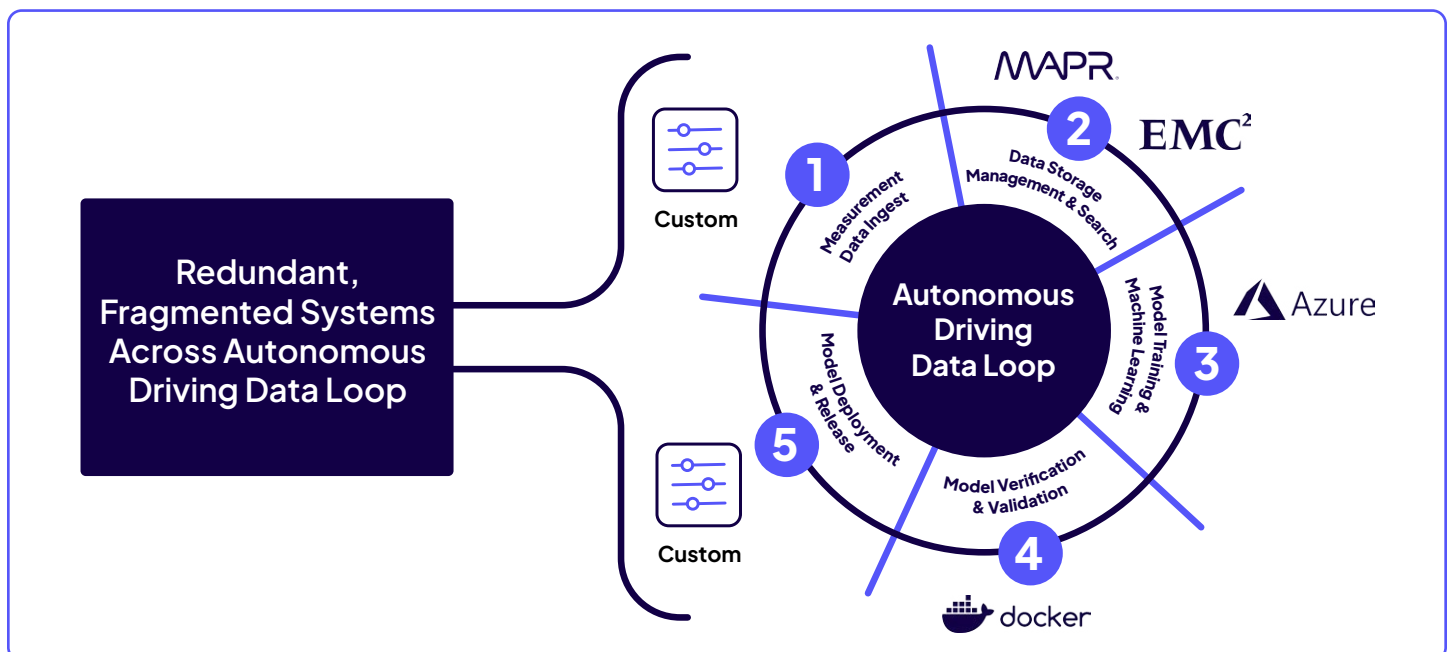 Redundant,
Fragmented Systems
Across Autonomous
Driving Data Loop
Custom
Custom
1
Measurement
Data Ingest
MAPR
2
EMC²
Data Storage
Management & Search
Azure
3
Model Training &
Machine Learning
4
Model Verification
& Validation
docker
5
Model Deployment
& Release
Autonomous
Driving
Data Loop